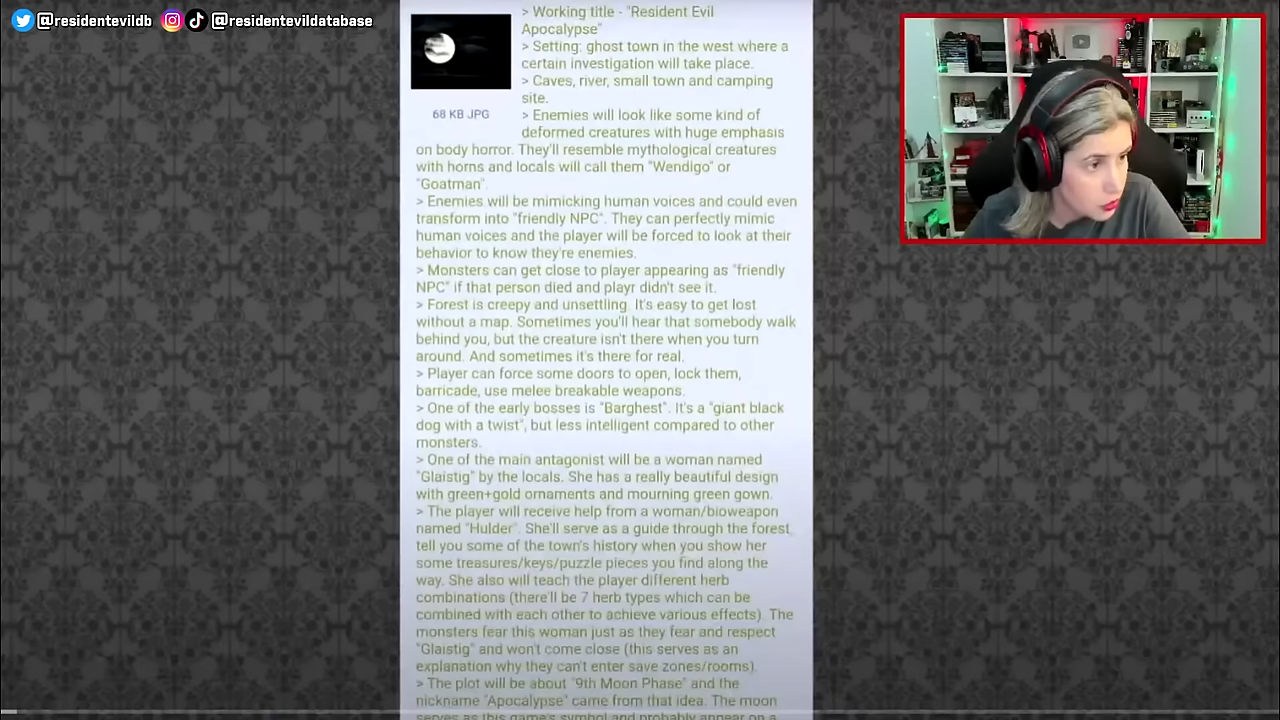 @residentevildb @residentevildatabase
> Working title - "Resident Evil
Apocalypse"
> Setting: ghost town in the west where a
certain investigation will take place.
> Caves, river, small town and camping
site.
68 KB JPG
> Enemies will look like some kind of
deformed creatures with huge emphasis
on body horror. They'll resemble mythological creatures
with horns and locals will call them "Wendigo" or
"Goatman".
> Enemies will be mimicking human voices and could even
transform into "friendly NPC". They can perfectly mimic
human voices and the player will be forced to look at their
behavior to know they're enemies.
> Monsters can get close to player appearing as "friendly
NPC" if that person died and playr didn't see it.
> Forest is creepy and unsettling. It's easy to get lost
without a map. Sometimes you'll hear that somebody walk
behind you, but the creature isn't there when you turn
around. And sometimes it's there for real.
> Player can force some doors to open, lock them,
barricade, use melee breakable weapons.
> One of the early bosses is "Barghest". It's a "giant black
dog with a twist", but less intelligent compared to other
monsters.
> One of the main antagonist will be a woman named
"Glaistig" by the locals. She has a really beautiful design
with green+gold ornaments and mourning green gown.
> The player will receive help from a woman/bioweapon
named "Hulder". She'll serve as a guide through the forest,
tell you some of the town's history when you show her
some treasures/keys/puzzle pieces you find along the
way. She also will teach the player different herb
combinations (there'll be 7 herb types which can be
combined with each other to achieve various effects). The
monsters fear this woman just as they fear and respect
"Glaistig" and won't come close (this serves as an
explanation why they can't enter save zones/rooms).
> The plot will be about "9th Moon Phase" and the
nickname "Apocalypse" came from that idea. The moon
serves as this game's symbol and probably appear on a